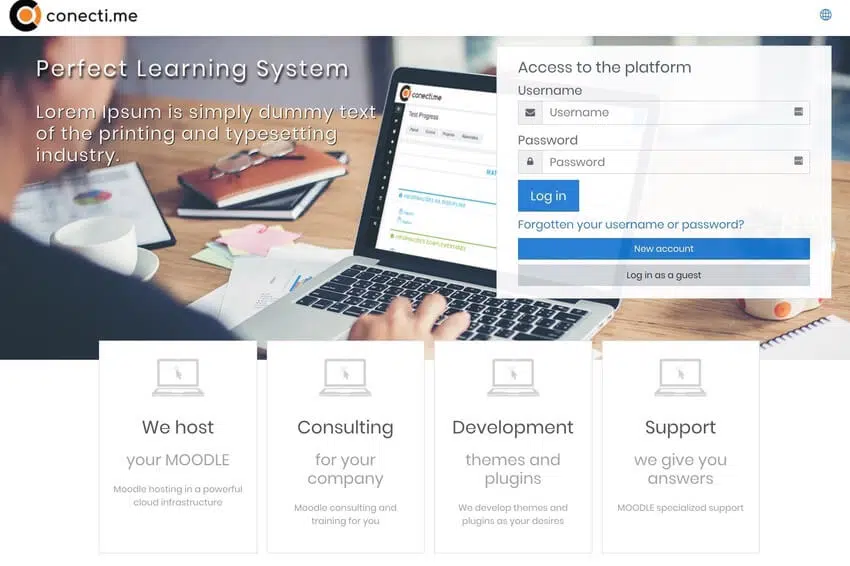 conecti.me
Perfect Learning System
Lorem Ipsum is simply dummy text
of the printing and typesetting
industry.
conecti.me
Test Progress
Access to the platform
Username
Username
Password
Password
Log in
Forgotten your username or password?
New account
Log in as a guest
We host
your MOODLE
Moodle hosting in a powerful
cloud infrastructure
Consulting
for your
company
Moodle consulting and
training for you
Development
themes and
plugins
We develop themes and
plugins as your desires
Support
we give you
answers
MOODLE specialized support